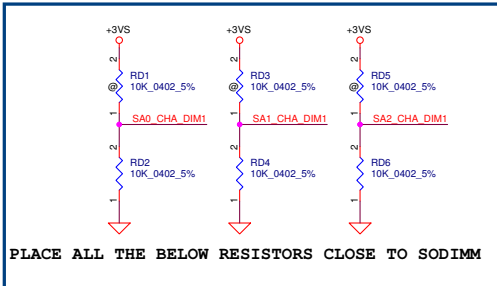 +3VS +3VS +3VS
2 2 2
RD1 RD3 RD5
@ 10K_0402_5% @ 10K_0402_5% @ 10K_0402_5%
1 1 1
SA0_CHA_DIM1 SA1_CHA_DIM1 SA2_CHA_DIM1
2 2 2
RD2 RD4 RD6
10K_0402_5% 10K_0402_5% 10K_0402_5%
1 1 1
PLACE ALL THE BELOW RESISTORS CLOSE TO SODIMM